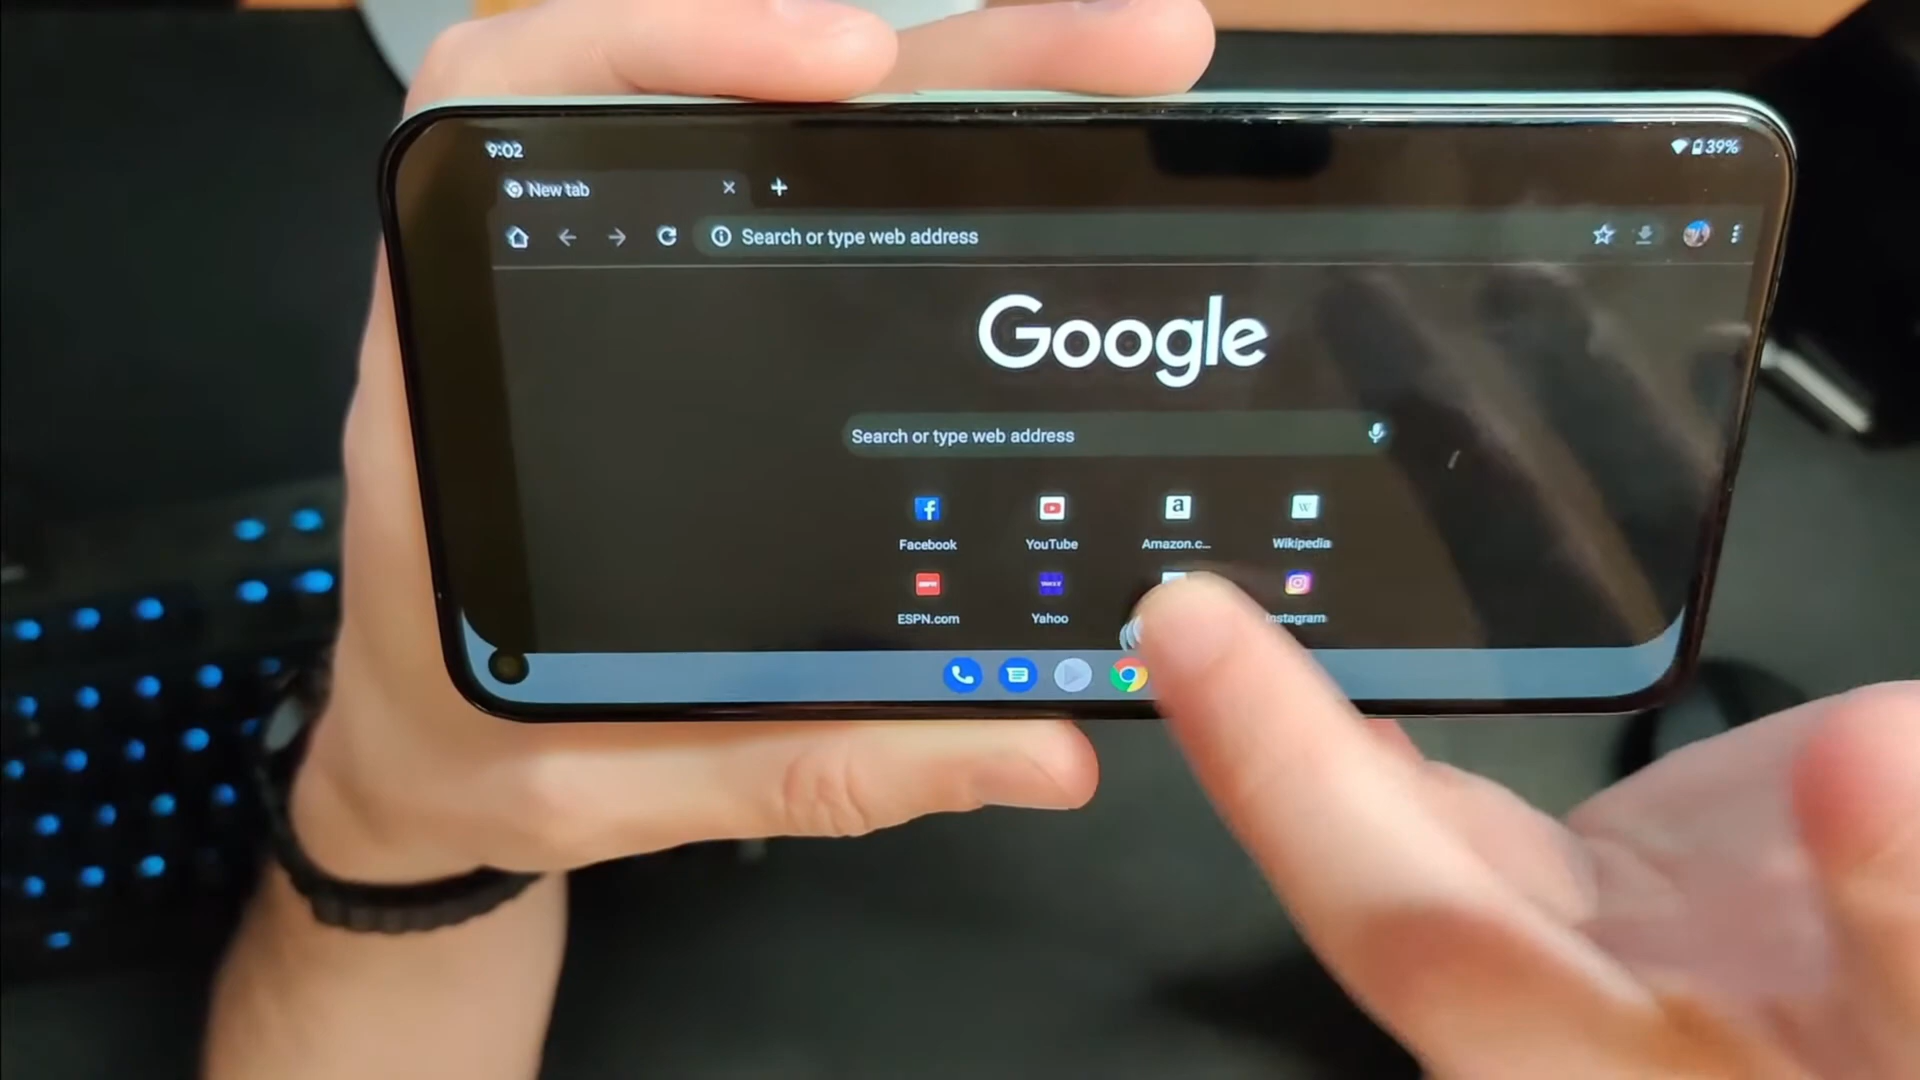 9:02
39%
New tab
Search or type web address
Google
Search or type web address
Facebook
YouTube
Amazon.c...
Wikipedia
ESPN.com
Yahoo
Instagram